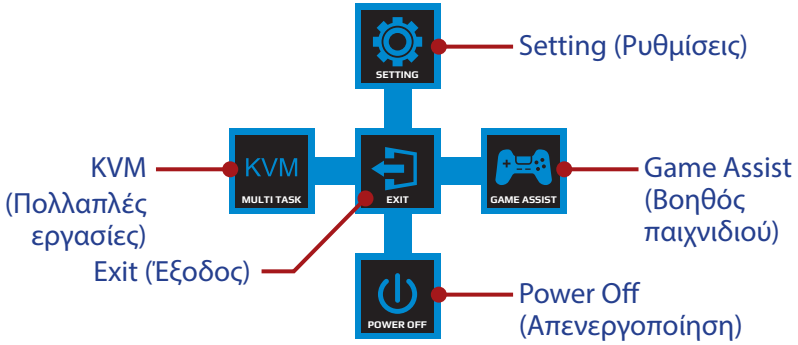 SETTING
Setting (Ρυθμίσεις)
KVM
(Πολλαπλές
εργασίες)
KVM
MULTI TASK
EXIT
GAME ASSIST
Game Assist
(Βοηθός
παιχνιδιού)
Exit (Έξοδος)
POWER OFF
Power Off
(Απενεργοποίηση)